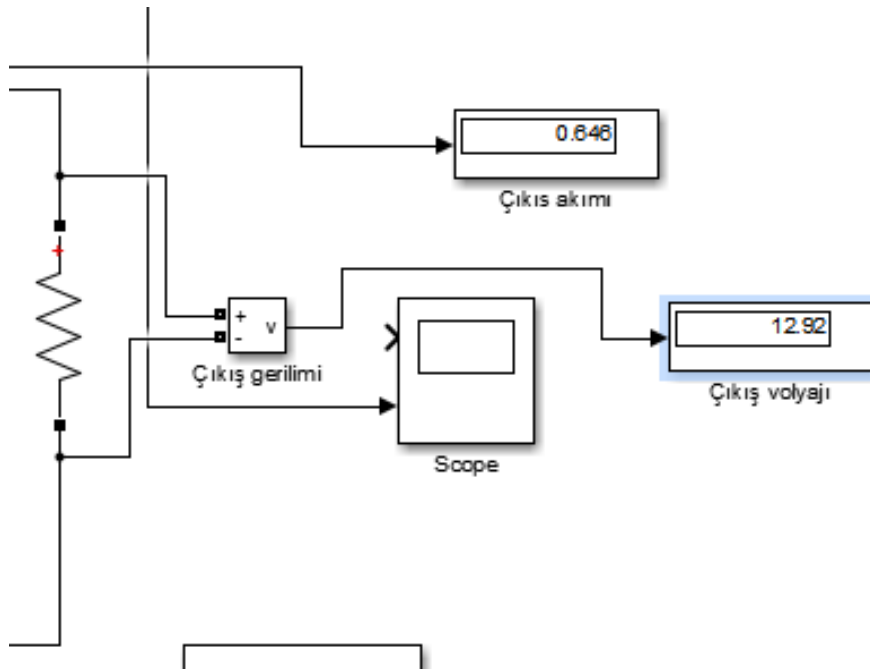 0.646
Çıkıs akımı
+
+
v
-
12.92
Çıkış gerilimi
Çıkış volyajı
Scope